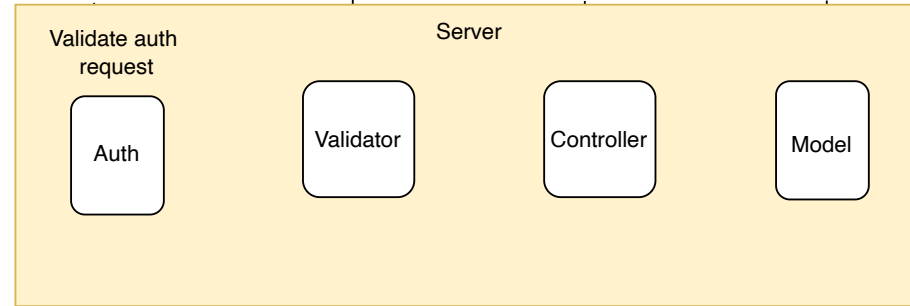 Server
Validate auth
request
Auth
Validator
Controller
Model